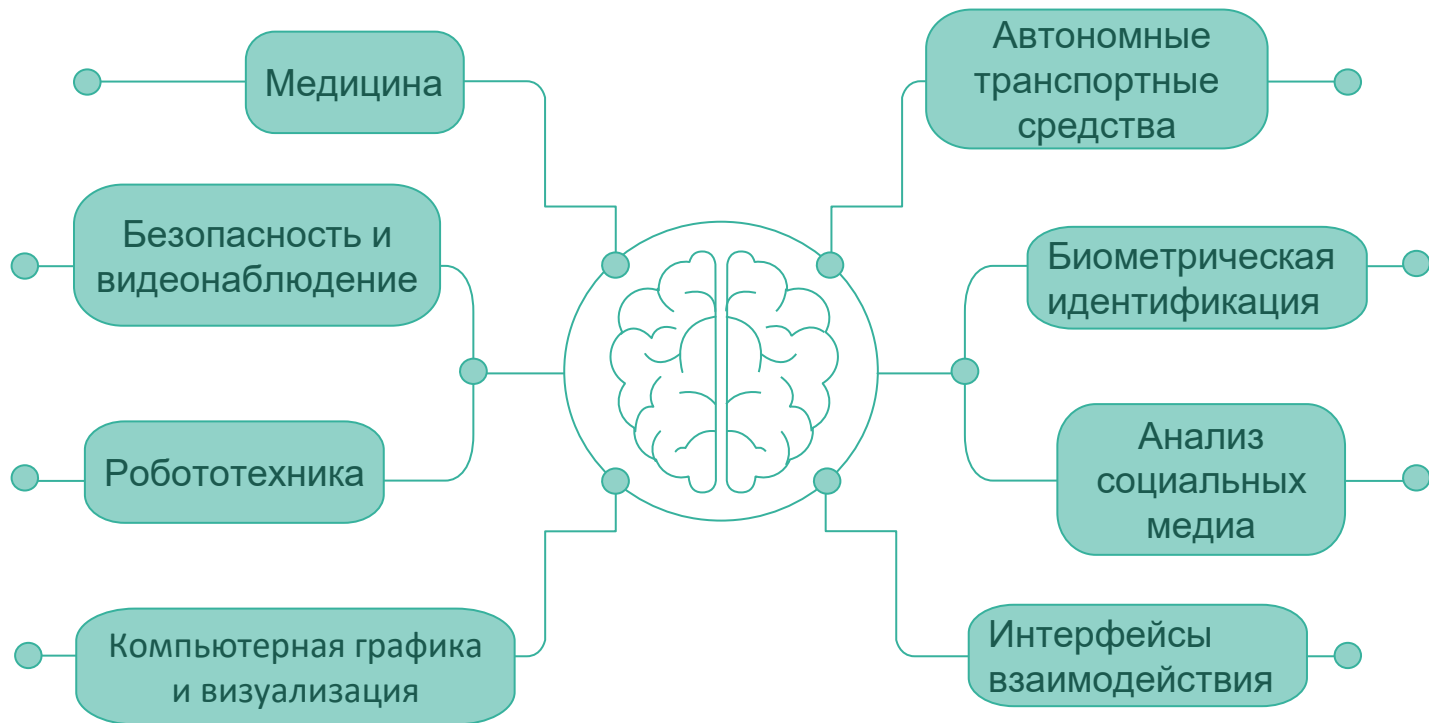 Медицина
Автономные
транспортные
средства
Безопасность и
видеонаблюдение
Биометрическая
идентификация
Робототехника
Анализ
социальных
медиа
Компьютерная графика
и визуализация
Интерфейсы
взаимодействия